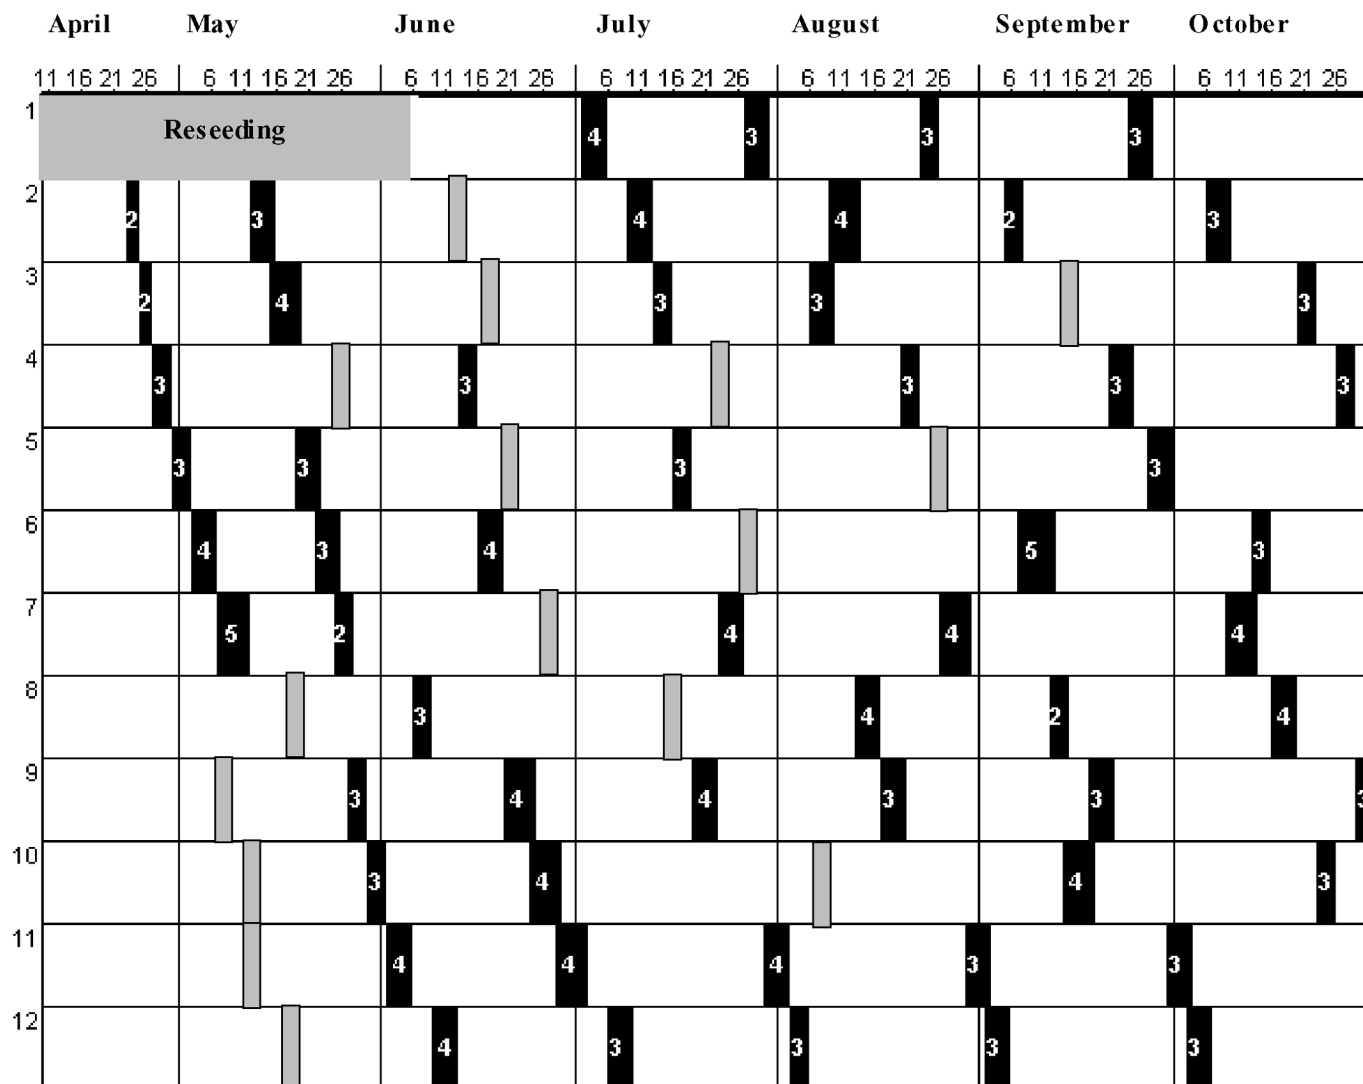 April May June July August September October
11 16 21 26 6 11 16 21 26 6 11 16 21 26 6 11 16 21 26 6 11 16 21 26 6 11 16 21 26 6 11 16 21 26
1 Reseeding 4 3 3 3
2 2 3 4 4 2 3
3 2 4 3 3 3
4 3 3 3 3 3
5 3 3 3 3
6 4 3 4 5 3
7 5 2 4 4 4
8 3 4 2 4
9 3 4 4 3 3 3
10 3 4 4 3
11 4 4 4 3 3
12 4 3 3 3 3